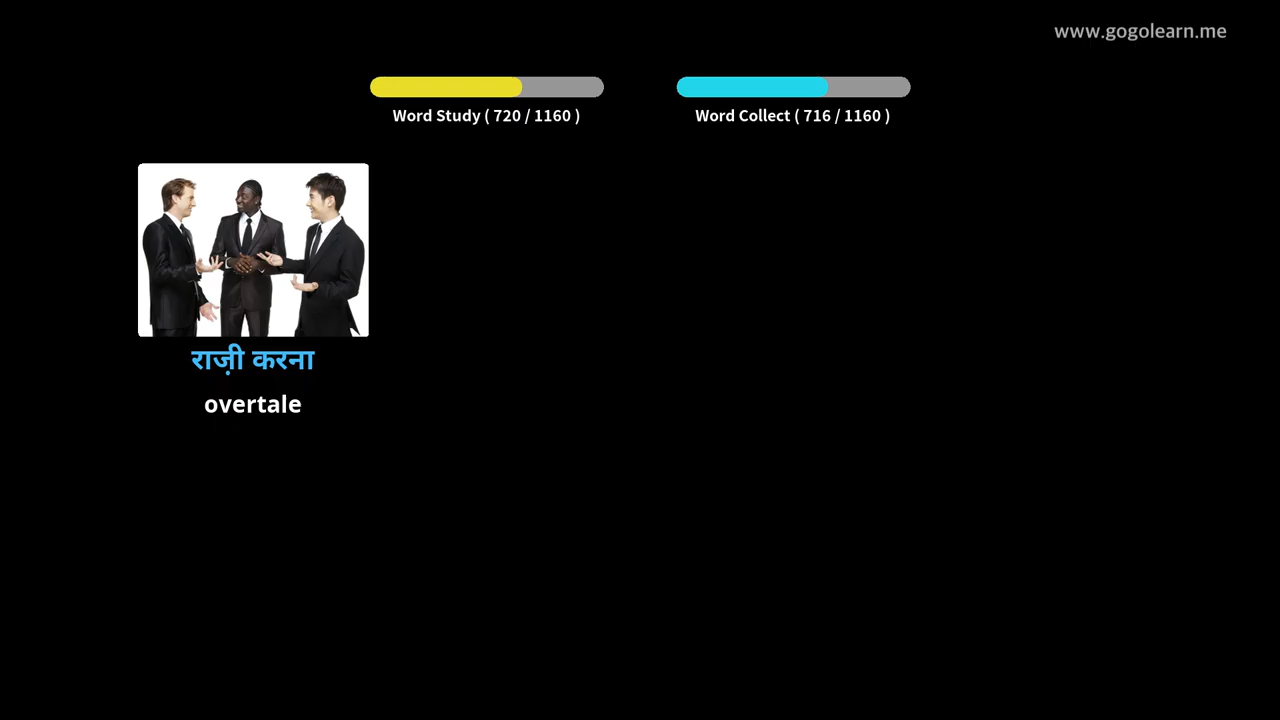 www.gogolearn.me
Word Study ( 720 / 1160 )
Word Collect ( 716 / 1160 )
राज़ी करना
overtale